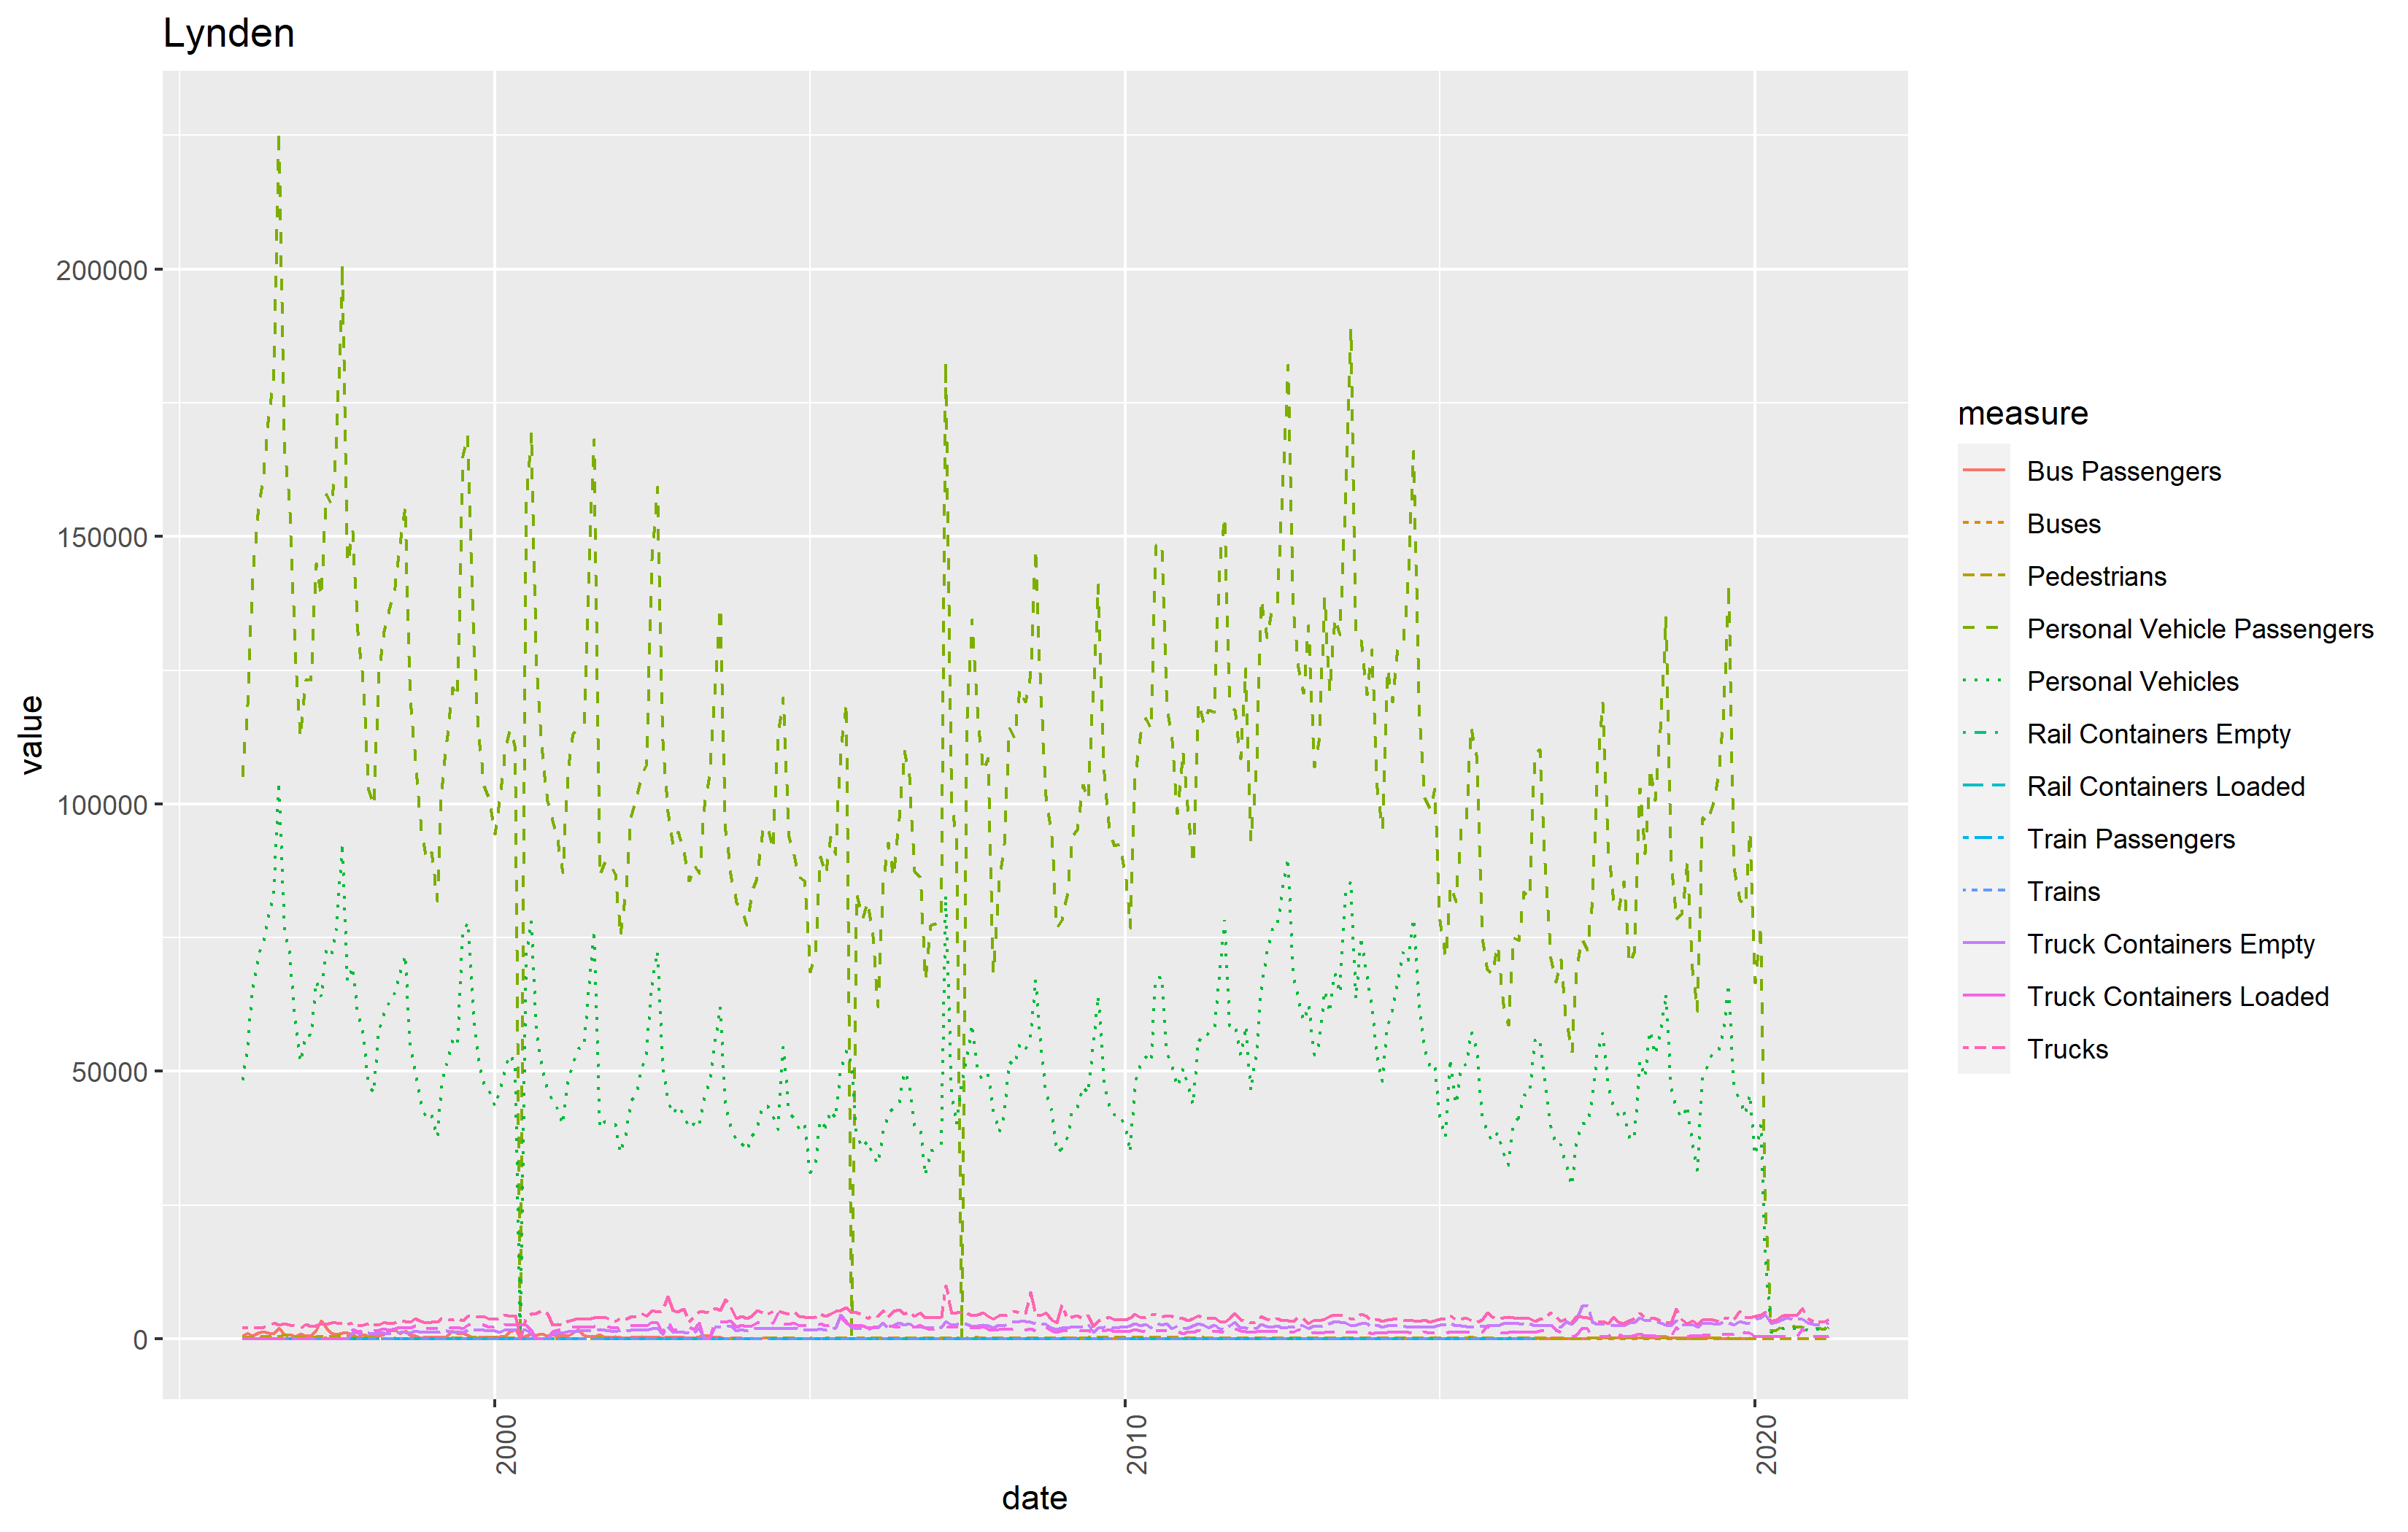 Lynden
value
200000
150000
100000
50000
0
2000
2010
2020
date
measure
Bus Passengers
Buses
Pedestrians
Personal Vehicle Passengers
Personal Vehicles
Rail Containers Empty
Rail Containers Loaded
Train Passengers
Trains
Truck Containers Empty
Truck Containers Loaded
Trucks